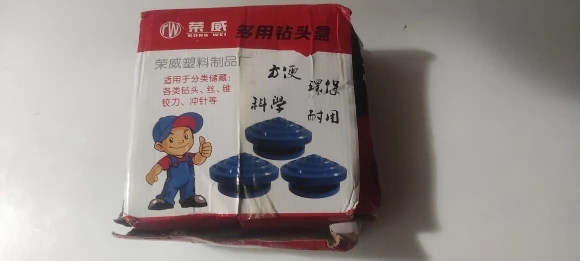 RW 荣威 多用钻头盒
RONG WEI
荣威塑料制品厂
适用于分类储藏:
各类钻头、丝、锥
铰刀、冲针等
方便 环保
科学 耐用